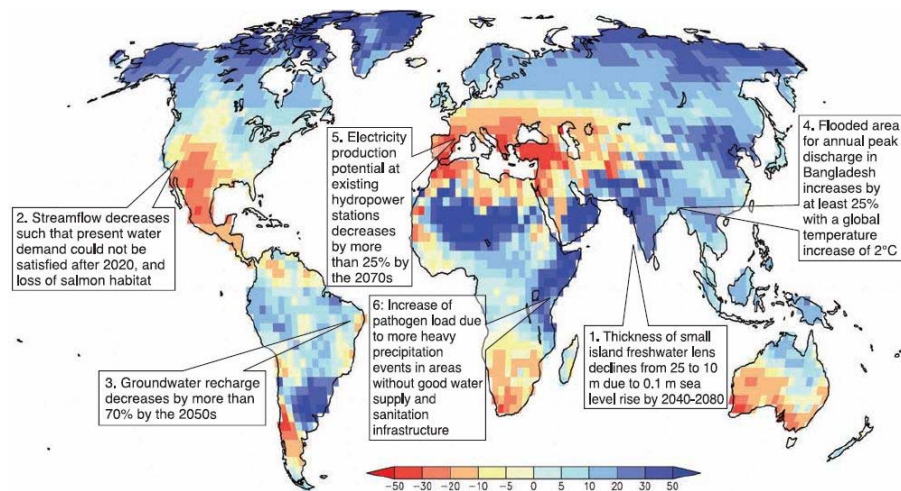 5. Electricity
production
potential at
existing
hydropower
stations
decreases
by more
than 25% by
the 2070s
4. Flooded area
for annual peak
discharge in
Bangladesh
increases by
at least 25%
with a global
temperature
increase of 2°C
2. Streamflow decreases
such that present water
demand could not be
satisfied after 2020, and
loss of salmon habitat
6: Increase of
pathogen load due
to more heavy
precipitation
events in areas
without good water
supply and
sanitation
infrastructure
1. Thickness of small
island freshwater lens
declines from 25 to 10
m due to 0.1 m sea
level rise by 2040-2080
3. Groundwater recharge
decreases by more than
70% by the 2050s
-50 -30 -20 -10 -5 0 5 10 20 30 50